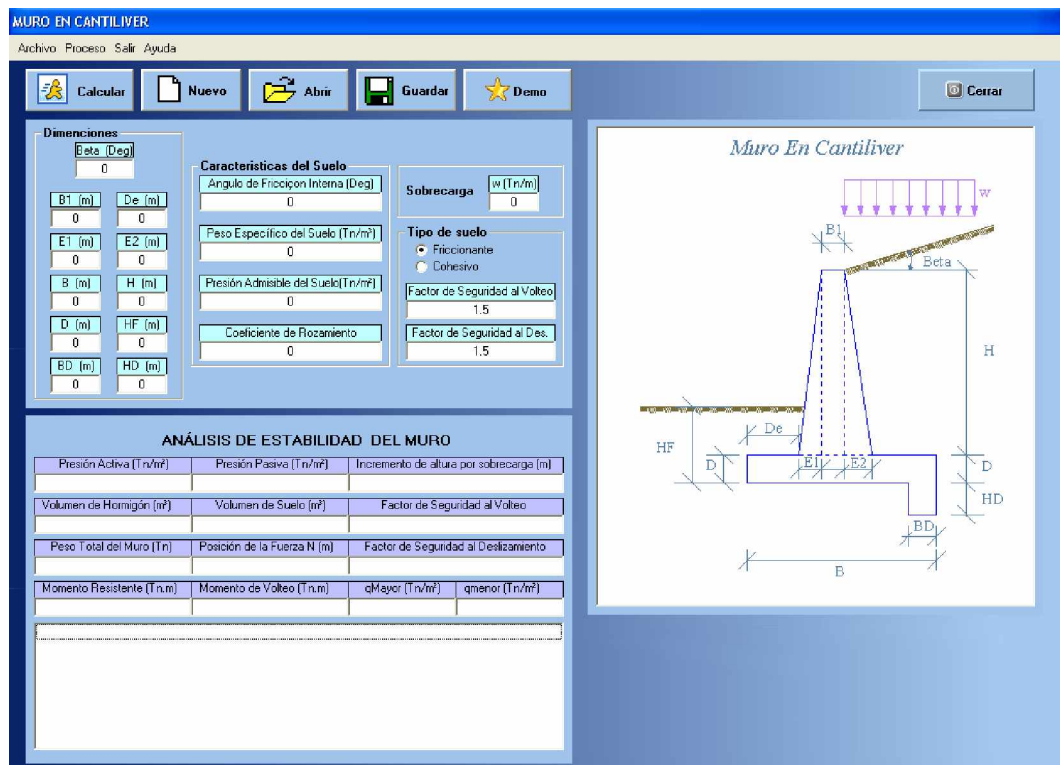 MURO EN CANTILIVER
Archivo Proceso Salir Ayuda
Calcular Nuevo Abrir Guardar Demo Cerrar
Dimenciones
Beta (Deg)
0
B1 (m) De (m)
0 0
E1 (m) E2 (m)
0 0
B (m) H (m)
0 0
D (m) HF (m)
0 0
BD (m) HD (m)
0 0
Caracteristicas del Suelo
Angulo de Fricciçon Interna (Deg)
0
Peso Específico del Suelo (Tn/m³)
0
Presión Admisible del Suelo(Tn/m²)
0
Coeficiente de Rozamiento
0
Sobrecarga w (Tn/m)
0
Tipo de suelo
Friccionante
Cohesivo
Factor de Seguridad al Volteo
1.5
Factor de Seguridad al Des.
1.5
ANÁLISIS DE ESTABILIDAD DEL MURO
Presión Activa (Tn/m²) Presión Pasiva (Tn/m²) Incremento de altura por sobrecarga (m)
Volumen de Hormigón (m³) Volumen de Suelo (m³) Factor de Seguridad al Volteo
Peso Total del Muro (Tn) Posición de la Fuerza N (m) Factor de Seguridad al Deslizamiento
Momento Resistente (Tn.m) Momento de Volteo (Tn.m) qMayor (Tn/m²) qmenor (Tn/m²)
Muro En Cantiliver
w
B1
Beta
H
De
HF
D
E1 E2
D
HD
BD
B